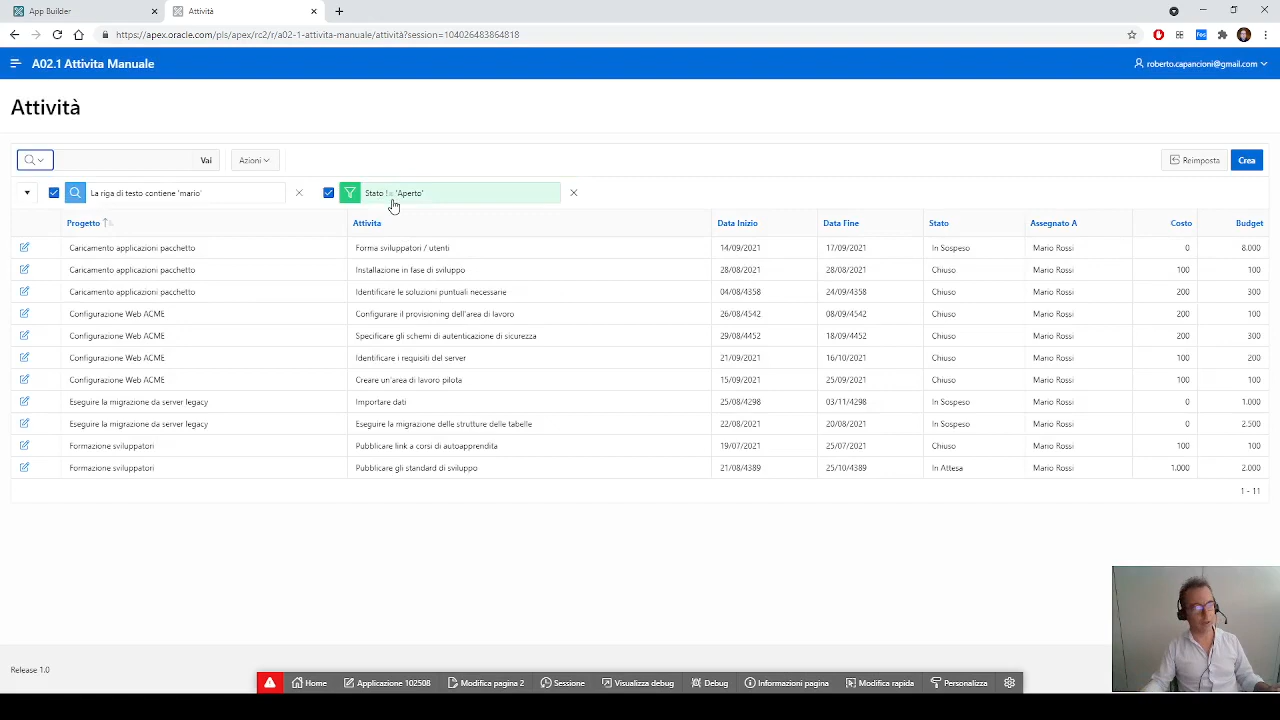 App Builder
Attività
https://apex.oracle.com/pls/apex/rc2/r/a02-1-attivita-manuale/attività?session=104026483864818
A02.1 Attivita Manuale
roberto.capancioni@gmail.com
Attività
Vai
Azioni
Reimposta
Crea
La riga di testo contiene 'mario'
Stato != 'Aperto'
Progetto Attivita Data Inizio Data Fine Stato Assegnato A Costo Budget
Caricamento applicazioni pacchetto Forma sviluppatori / utenti 14/09/2021 17/09/2021 In Sospeso Mario Rossi 0 8.000
Caricamento applicazioni pacchetto Installazione in fase di sviluppo 28/08/2021 28/08/2021 Chiuso Mario Rossi 100 100
Caricamento applicazioni pacchetto Identificare le soluzioni puntuali necessarie 04/08/4358 24/09/4358 Chiuso Mario Rossi 200 300
Configurazione Web ACME Configurare il provisioning dell'area di lavoro 26/08/4542 08/09/4542 Chiuso Mario Rossi 200 100
Configurazione Web ACME Specificare gli schemi di autenticazione di sicurezza 29/08/4452 18/09/4452 Chiuso Mario Rossi 200 300
Configurazione Web ACME Identificare i requisiti del server 21/09/2021 16/10/2021 Chiuso Mario Rossi 100 200
Configurazione Web ACME Creare un'area di lavoro pilota 15/09/2021 25/09/2021 Chiuso Mario Rossi 100 100
Eseguire la migrazione da server legacy Importare dati 25/08/4298 03/11/4298 In Sospeso Mario Rossi 0 1.000
Eseguire la migrazione da server legacy Eseguire la migrazione delle strutture delle tabelle 22/08/2021 20/08/2021 In Sospeso Mario Rossi 0 2.500
Formazione sviluppatori Pubblicare link a corsi di autoapprendita 19/07/2021 25/07/2021 Chiuso Mario Rossi 100 100
Formazione sviluppatori Pubblicare gli standard di sviluppo 21/08/4389 25/10/4389 In Attesa Mario Rossi 1.000 2.000
1 - 11
Release 1.0
Home Applicazione 102508 Modifica pagina 2 Sessione Visualizza debug Debug Informazioni pagina Modifica rapida Personalizza